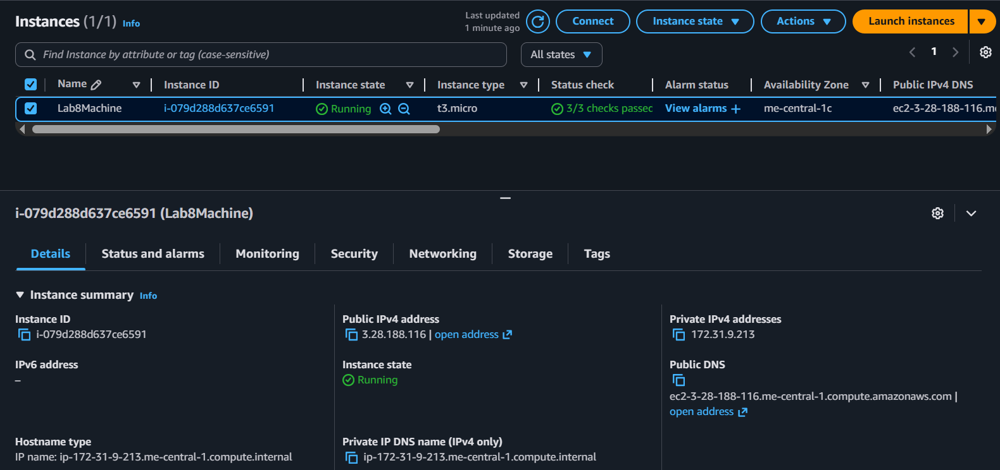 Instances (1/1) Info
Last updated
1 minute ago
Connect
Instance state
Actions
Launch instances
Find Instance by attribute or tag (case-sensitive)
All states
1
Name Instance ID Instance state Instance type Status check Alarm status Availability Zone Public IPv4 DNS
Lab8Machine i-079d288d637ce6591 Running t3.micro 3/3 checks passed View alarms + me-central-1c ec2-3-28-188-116.me
i-079d288d637ce6591 (Lab8Machine)
Details Status and alarms Monitoring Security Networking Storage Tags
Instance summary Info
Instance ID
i-079d288d637ce6591
Public IPv4 address
3.28.188.116 | open address
Private IPv4 addresses
172.31.9.213
IPv6 address
–
Instance state
Running
Public DNS
ec2-3-28-188-116.me-central-1.compute.amazonaws.com |
open address
Hostname type
IP name: ip-172-31-9-213.me-central-1.compute.internal
Private IP DNS name (IPv4 only)
ip-172-31-9-213.me-central-1.compute.internal